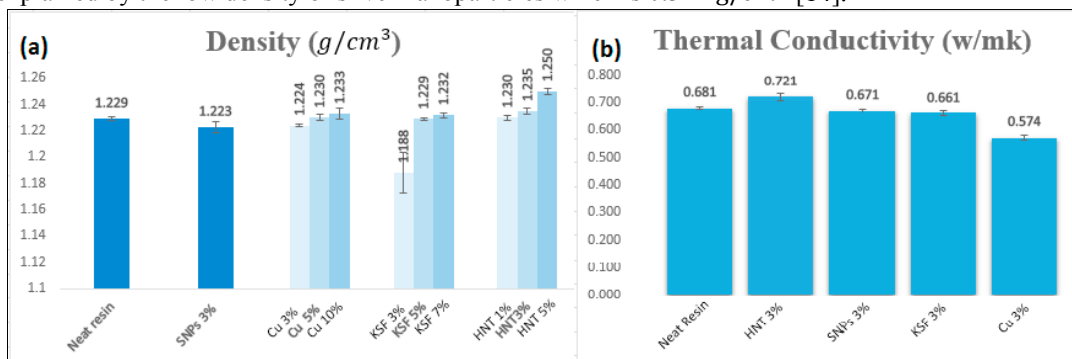 (a)
Density (g/cm³)
1.26
1.24
1.22
1.2
1.18
1.16
1.14
1.12
1.1
1.229
1.223
1.224
1.230
1.233
1.188
1.229
1.232
1.230
1.235
1.250
Neat resin
SNPs 3%
Cu 3%
Cu 5%
Cu 10%
KSF 3%
KSF 5%
KSF 7%
HNT 1%
HNT3%
HNT 5%
(b)
Thermal Conductivity (w/mk)
0.800
0.700
0.600
0.500
0.400
0.300
0.200
0.100
0.000
0.681
0.721
0.671
0.661
0.574
Neat Resin
HNT 3%
SNPs 3%
KSF 3%
Cu 3%